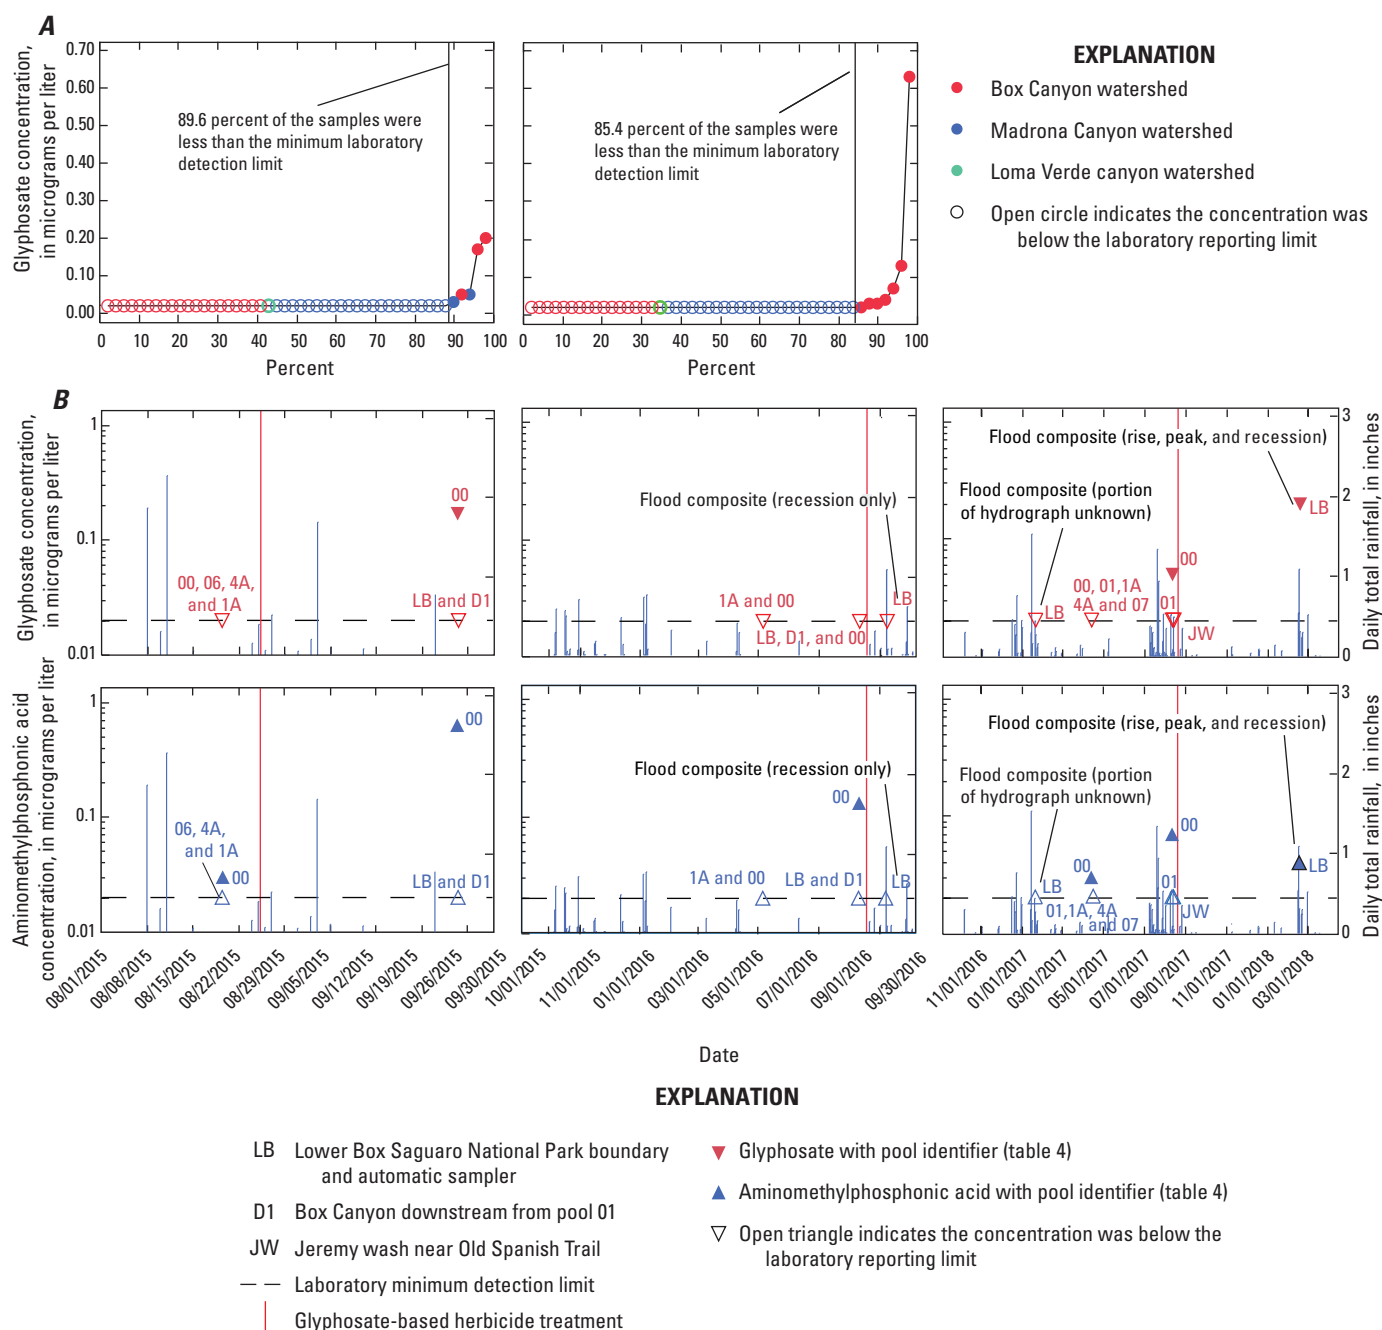 A
Glyphosate concentration,
in micrograms per liter
0.70
0.60
0.50
0.40
0.30
0.20
0.10
0.00
89.6 percent of the samples were
less than the minimum laboratory
detection limit
0 10 20 30 40 50 60 70 80 90 100
Percent
85.4 percent of the samples were
less than the minimum laboratory
detection limit
0 10 20 30 40 50 60 70 80 90 100
Percent
EXPLANATION
Box Canyon watershed
Madrona Canyon watershed
Loma Verde canyon watershed
Open circle indicates the concentration was
below the laboratory reporting limit
B
Glyphosate concentration,
in micrograms per liter
1
0.1
0.01
00, 06, 4A,
and 1A
00
LB and D1
Flood composite (recession only)
1A and 00
LB, D1, and 00
LB
Flood composite (rise, peak, and recession)
Flood composite (portion
of hydrograph unknown)
LB
00, 01,1A
4A and 07
00
01
JW
LB
3
2
1
0
Daily total rainfall, in inches
Aminomethylphosphonic acid
concentration, in micrograms per liter
1
0.1
0.01
06, 4A,
and 1A
00
00
LB and D1
Flood composite (recession only)
00
1A and 00
LB and D1
LB
Flood composite (rise, peak, and recession)
Flood composite (portion
of hydrograph unknown)
LB
00
01,1A, 4A
and 07
00
01
JW
LB
3
2
1
0
Daily total rainfall, in inches
08/01/2015 08/08/2015 08/15/2015 08/22/2015 08/29/2015 09/05/2015 09/12/2015 09/19/2015 09/26/2015 09/30/2015
10/01/2015 11/01/2015 01/01/2016 03/01/2016 05/01/2016 07/01/2016 09/01/2016 09/30/2016
11/01/2016 01/01/2017 03/01/2017 05/01/2017 07/01/2017 09/01/2017 11/01/2017 01/01/2018 03/01/2018
Date
EXPLANATION
LB Lower Box Saguaro National Park boundary
and automatic sampler
D1 Box Canyon downstream from pool 01
JW Jeremy wash near Old Spanish Trail
Laboratory minimum detection limit
Glyphosate-based herbicide treatment
Glyphosate with pool identifier (table 4)
Aminomethylphosphonic acid with pool identifier (table 4)
Open triangle indicates the concentration was below the
laboratory reporting limit